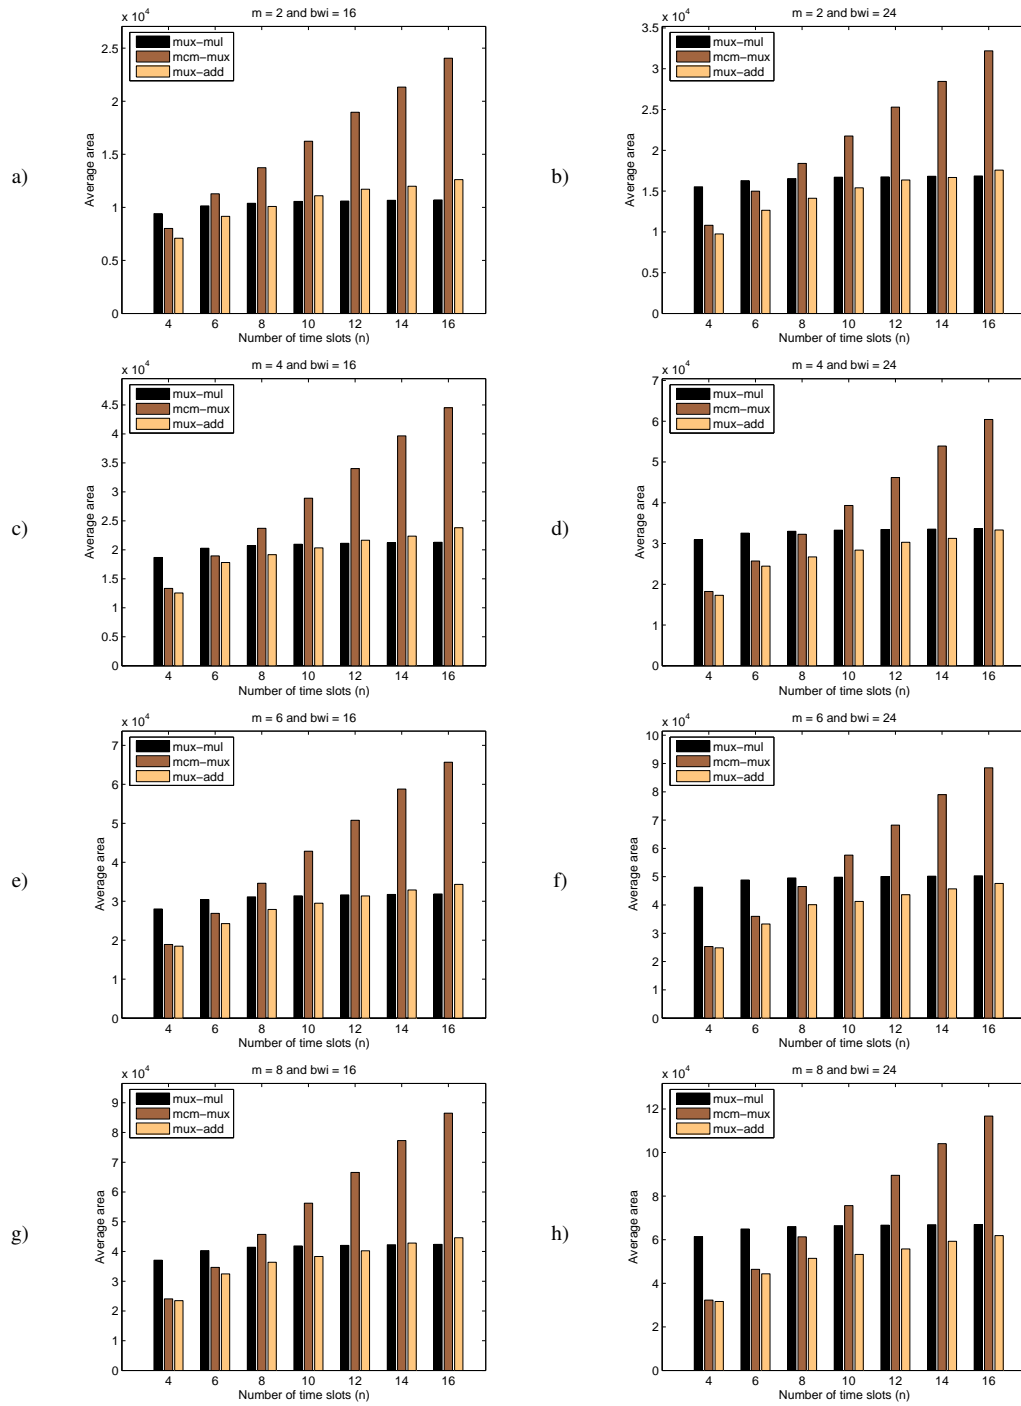 a)
x 10^4
m = 2 and bwi = 16
2.5
2
1.5
1
0.5
0
Average area
mux−mul
mcm−mux
mux−add
4 6 8 10 12 14 16
Number of time slots (n)
b)
x 10^4
m = 2 and bwi = 24
3.5
3
2.5
2
1.5
1
0.5
0
Average area
mux−mul
mcm−mux
mux−add
4 6 8 10 12 14 16
Number of time slots (n)
c)
x 10^4
m = 4 and bwi = 16
4.5
4
3.5
3
2.5
2
1.5
1
0.5
0
Average area
mux−mul
mcm−mux
mux−add
4 6 8 10 12 14 16
Number of time slots (n)
d)
x 10^4
m = 4 and bwi = 24
7
6
5
4
3
2
1
0
Average area
mux−mul
mcm−mux
mux−add
4 6 8 10 12 14 16
Number of time slots (n)
e)
x 10^4
m = 6 and bwi = 16
7
6
5
4
3
2
1
0
Average area
mux−mul
mcm−mux
mux−add
4 6 8 10 12 14 16
Number of time slots (n)
f)
x 10^4
m = 6 and bwi = 24
10
9
8
7
6
5
4
3
2
1
0
Average area
mux−mul
mcm−mux
mux−add
4 6 8 10 12 14 16
Number of time slots (n)
g)
x 10^4
m = 8 and bwi = 16
9
8
7
6
5
4
3
2
1
0
Average area
mux−mul
mcm−mux
mux−add
4 6 8 10 12 14 16
Number of time slots (n)
h)
x 10^4
m = 8 and bwi = 24
12
10
8
6
4
2
0
Average area
mux−mul
mcm−mux
mux−add
4 6 8 10 12 14 16
Number of time slots (n)